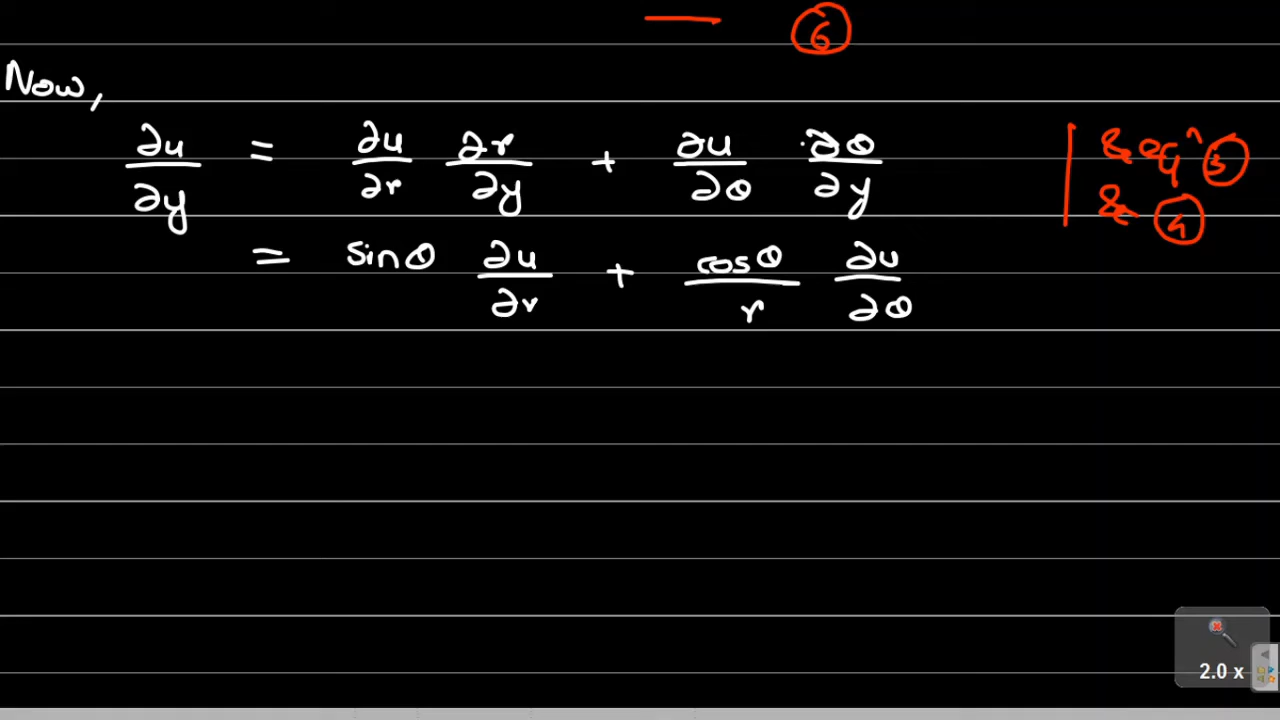 — ⑥
Now,
∂u/∂y = ∂u/∂r ∂r/∂y + ∂u/∂θ ∂θ/∂y | & eqⁿ ③
& ④
= sinθ ∂u/∂r + cosθ/r ∂u/∂θ
2.0 x